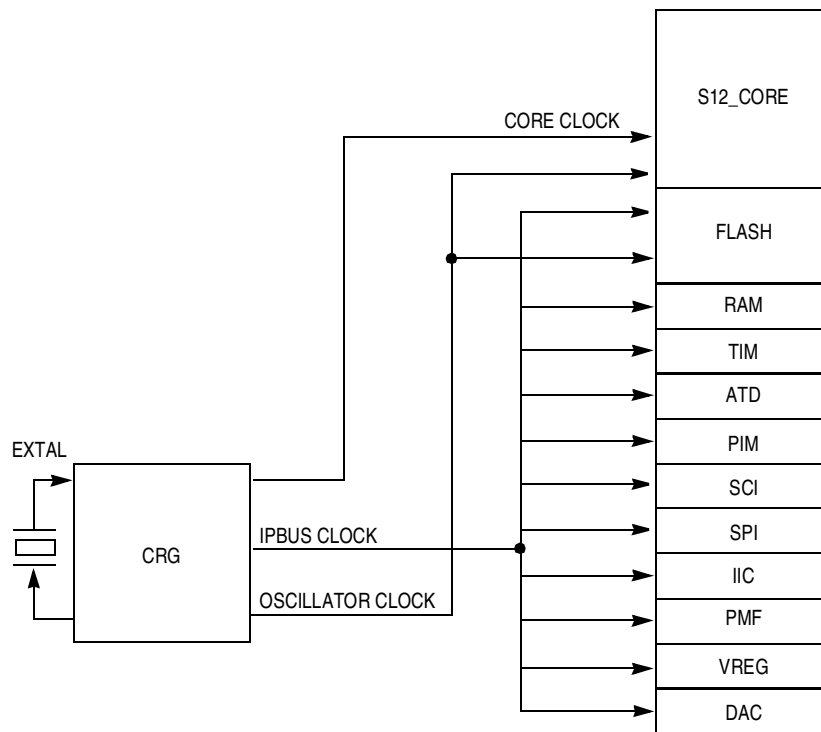 S12_CORE
CORE CLOCK
FLASH
RAM
TIM
ATD
PIM
SCI
SPI
IIC
PMF
VREG
DAC
EXTAL
CRG
IPBUS CLOCK
OSCILLATOR CLOCK